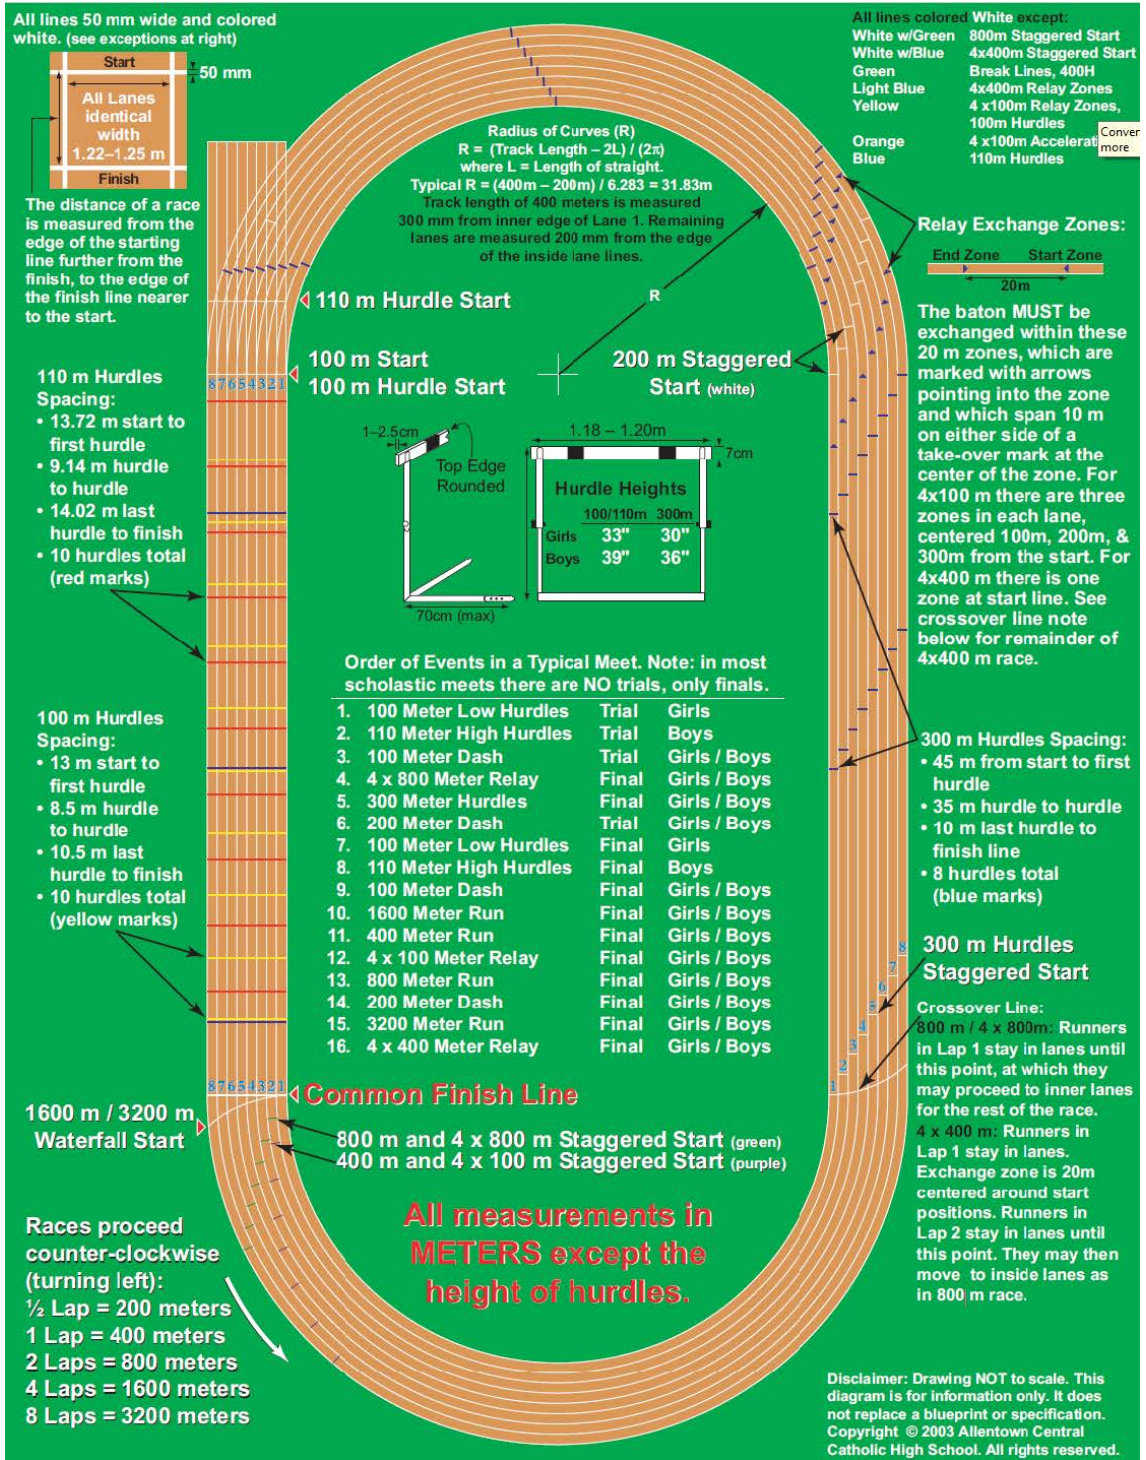 All lines 50 mm wide and colored
white. (see exceptions at right)
Start
50 mm
All Lanes
identical
width
1.22–1.25 m
Finish
The distance of a race
is measured from the
edge of the starting
line further from the
finish, to the edge of
the finish line nearer
to the start.
All lines colored White except:
White w/Green 800m Staggered Start
White w/Blue 4x400m Staggered Start
Green Break Lines, 400H
Light Blue 4x400m Relay Zones
Yellow 4 x100m Relay Zones,
100m Hurdles
Orange 4 x100m Accelerati
Blue 110m Hurdles
Conver
more
Radius of Curves (R)
R = (Track Length – 2L) / (2π)
where L = Length of straight.
Typical R = (400m – 200m) / 6.283 = 31.83m
Track length of 400 meters is measured
300 mm from inner edge of Lane 1. Remaining
lanes are measured 200 mm from the edge
of the inside lane lines.
R
Relay Exchange Zones:
End Zone Start Zone
20m
The baton MUST be
exchanged within these
20 m zones, which are
marked with arrows
pointing into the zone
and which span 10 m
on either side of a
take-over mark at the
center of the zone. For
4x100 m there are three
zones in each lane,
centered 100m, 200m, &
300m from the start. For
4x400 m there is one
zone at start line. See
crossover line note
below for remainder of
4x400 m race.
110 m Hurdle Start
100 m Start
100 m Hurdle Start
200 m Staggered
Start (white)
8 7 6 5 4 3 2 1
110 m Hurdles
Spacing:
• 13.72 m start to
first hurdle
• 9.14 m hurdle
to hurdle
• 14.02 m last
hurdle to finish
• 10 hurdles total
(red marks)
1–2.5cm
Top Edge
Rounded
70cm (max)
1.18 – 1.20m
7cm
Hurdle Heights
100/110m 300m
Girls 33" 30"
Boys 39" 36"
100 m Hurdles
Spacing:
• 13 m start to
first hurdle
• 8.5 m hurdle
to hurdle
• 10.5 m last
hurdle to finish
• 10 hurdles total
(yellow marks)
Order of Events in a Typical Meet. Note: in most
scholastic meets there are NO trials, only finals.
1. 100 Meter Low Hurdles Trial Girls
2. 110 Meter High Hurdles Trial Boys
3. 100 Meter Dash Trial Girls / Boys
4. 4 x 800 Meter Relay Final Girls / Boys
5. 300 Meter Hurdles Final Girls / Boys
6. 200 Meter Dash Trial Girls / Boys
7. 100 Meter Low Hurdles Final Girls
8. 110 Meter High Hurdles Final Boys
9. 100 Meter Dash Final Girls / Boys
10. 1600 Meter Run Final Girls / Boys
11. 400 Meter Run Final Girls / Boys
12. 4 x 100 Meter Relay Final Girls / Boys
13. 800 Meter Run Final Girls / Boys
14. 200 Meter Dash Final Girls / Boys
15. 3200 Meter Run Final Girls / Boys
16. 4 x 400 Meter Relay Final Girls / Boys
300 m Hurdles Spacing:
• 45 m from start to first
hurdle
• 35 m hurdle to hurdle
• 10 m last hurdle to
finish line
• 8 hurdles total
(blue marks)
8
7
6
5
4
3
2
1
300 m Hurdles
Staggered Start
Crossover Line:
800 m / 4 x 800m: Runners
in Lap 1 stay in lanes until
this point, at which they
may proceed to inner lanes
for the rest of the race.
4 x 400 m: Runners in
Lap 1 stay in lanes.
Exchange zone is 20m
centered around start
positions. Runners in
Lap 2 stay in lanes until
this point. They may then
move to inside lanes as
in 800 m race.
8 7 6 5 4 3 2 1
Common Finish Line
1600 m / 3200 m
Waterfall Start
800 m and 4 x 800 m Staggered Start (green)
400 m and 4 x 100 m Staggered Start (purple)
All measurements in
METERS except the
height of hurdles.
Races proceed
counter-clockwise
(turning left):
½ Lap = 200 meters
1 Lap = 400 meters
2 Laps = 800 meters
4 Laps = 1600 meters
8 Laps = 3200 meters
Disclaimer: Drawing NOT to scale. This
diagram is for information only. It does
not replace a blueprint or specification.
Copyright © 2003 Allentown Central
Catholic High School. All rights reserved.